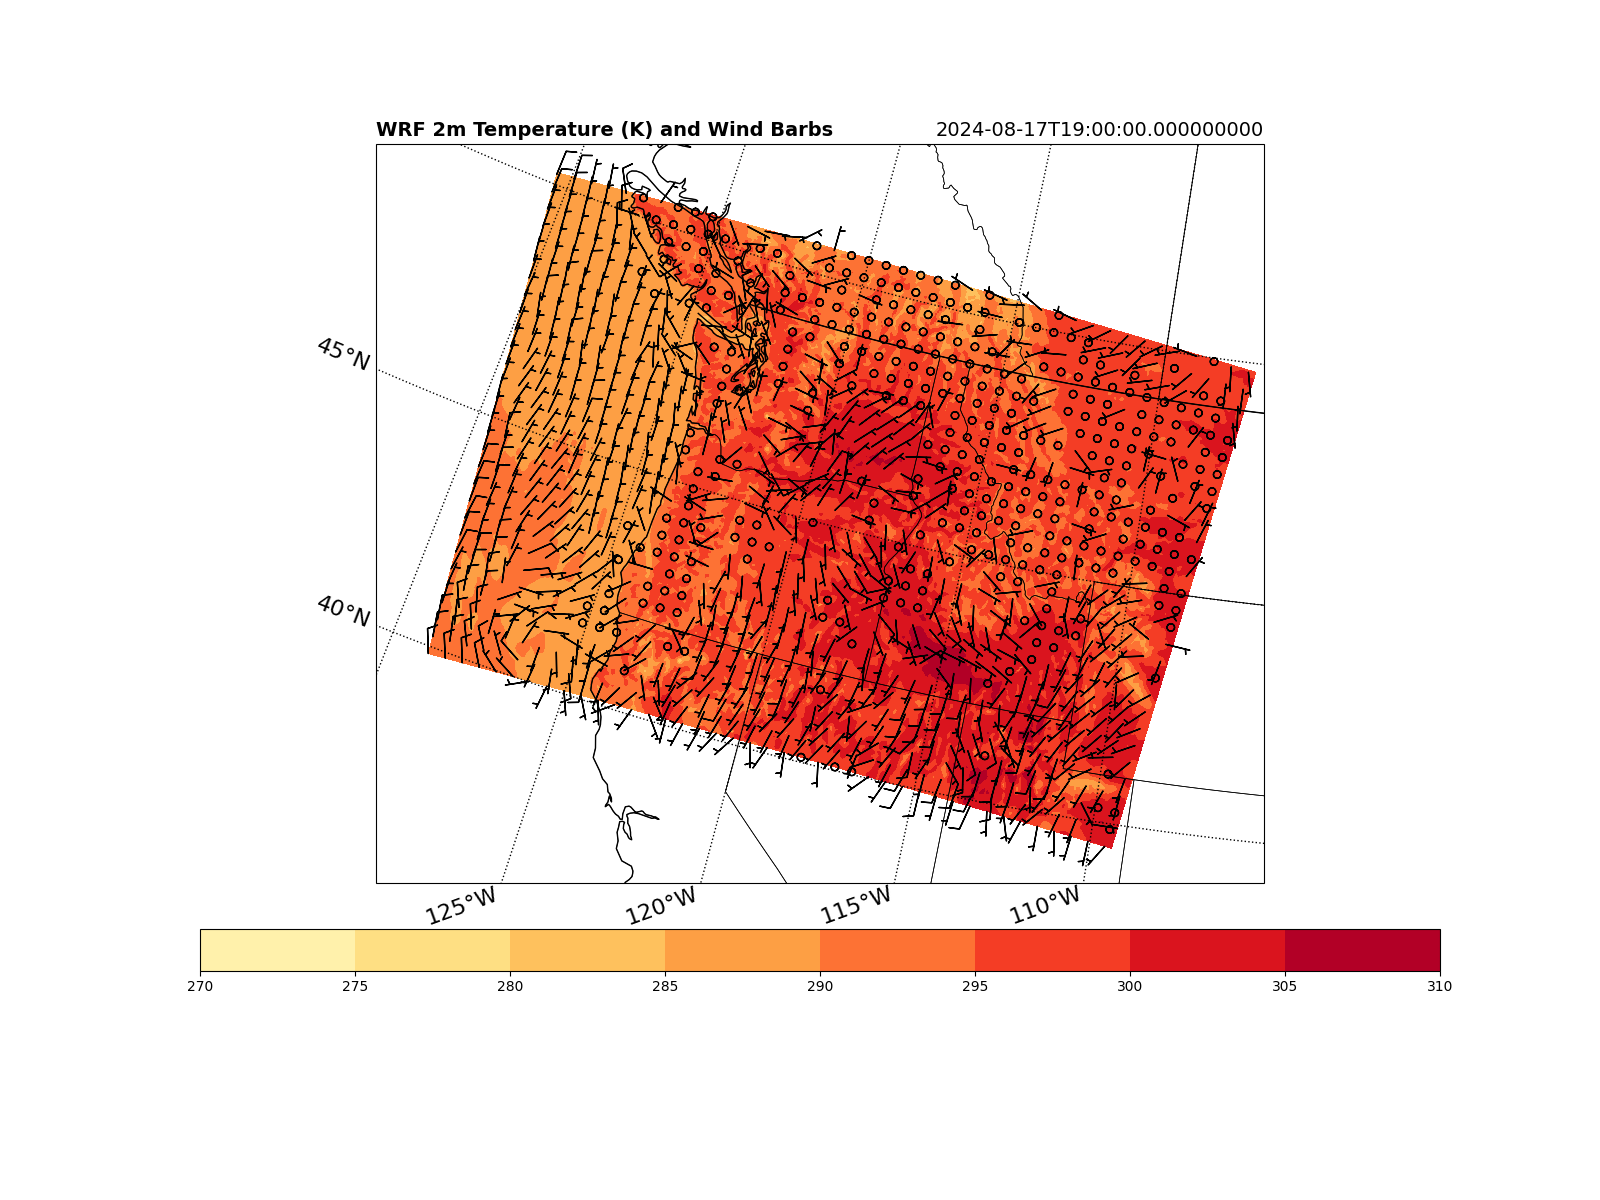 WRF 2m Temperature (K) and Wind Barbs 2024-08-17T19:00:00.000000000
45°N
40°N
125°W 120°W 115°W 110°W
270 275 280 285 290 295 300 305 310